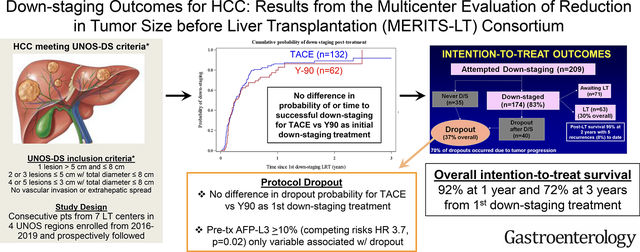 Down-staging Outcomes for HCC: Results from the Multicenter Evaluation of Reduction
in Tumor Size before Liver Transplantation (MERITS-LT) Consortium
HCC meeting UNOS-DS criteria*
UNOS-DS inclusion criteria*
1 lesion > 5 cm and ≤ 8 cm
2 or 3 lesions ≤ 5 cm w/ total diameter ≤ 8 cm
4 or 5 lesions ≤ 3 cm w/ total diameter ≤ 8 cm
No vascular invasion or extrahepatic spread
Study Design
Consecutive pts from 7 LT centers in
4 UNOS regions enrolled from 2016-
2019 and prospectively followed
Cumulative probability of down-staging post-treatment
TACE (n=132)
Y-90 (n=62)
No difference in
probability of or time to
successful down-staging
for TACE vs Y90 as initial
down-staging treatment
0
1
2
3
Time since 1st down-staging LRT (years)
Protocol Dropout
❖ No difference in dropout probability for TACE
vs Y90 as 1st down-staging treatment
❖ Pre-tx AFP-L3 ≥10% (competing risks HR 3.7,
p=0.02) only variable associated w/ dropout
INTENTION-TO-TREAT OUTCOMES
Attempted Down-staging (n=209)
Never D/S
(n=35)
Down-staged
(n=174) (83%)
Awaiting LT
(n=71)
LT (n=63)
(30% overall)
Dropout
(37% overall)
Dropout
after D/S
(n=40)
Post-LT survival 95% at
2 years with 5
recurrences (8%) to date
70% of dropouts occurred due to tumor progression
Overall intention-to-treat survival
92% at 1 year and 72% at 3 years
from 1st down-staging treatment
Gastroenterology